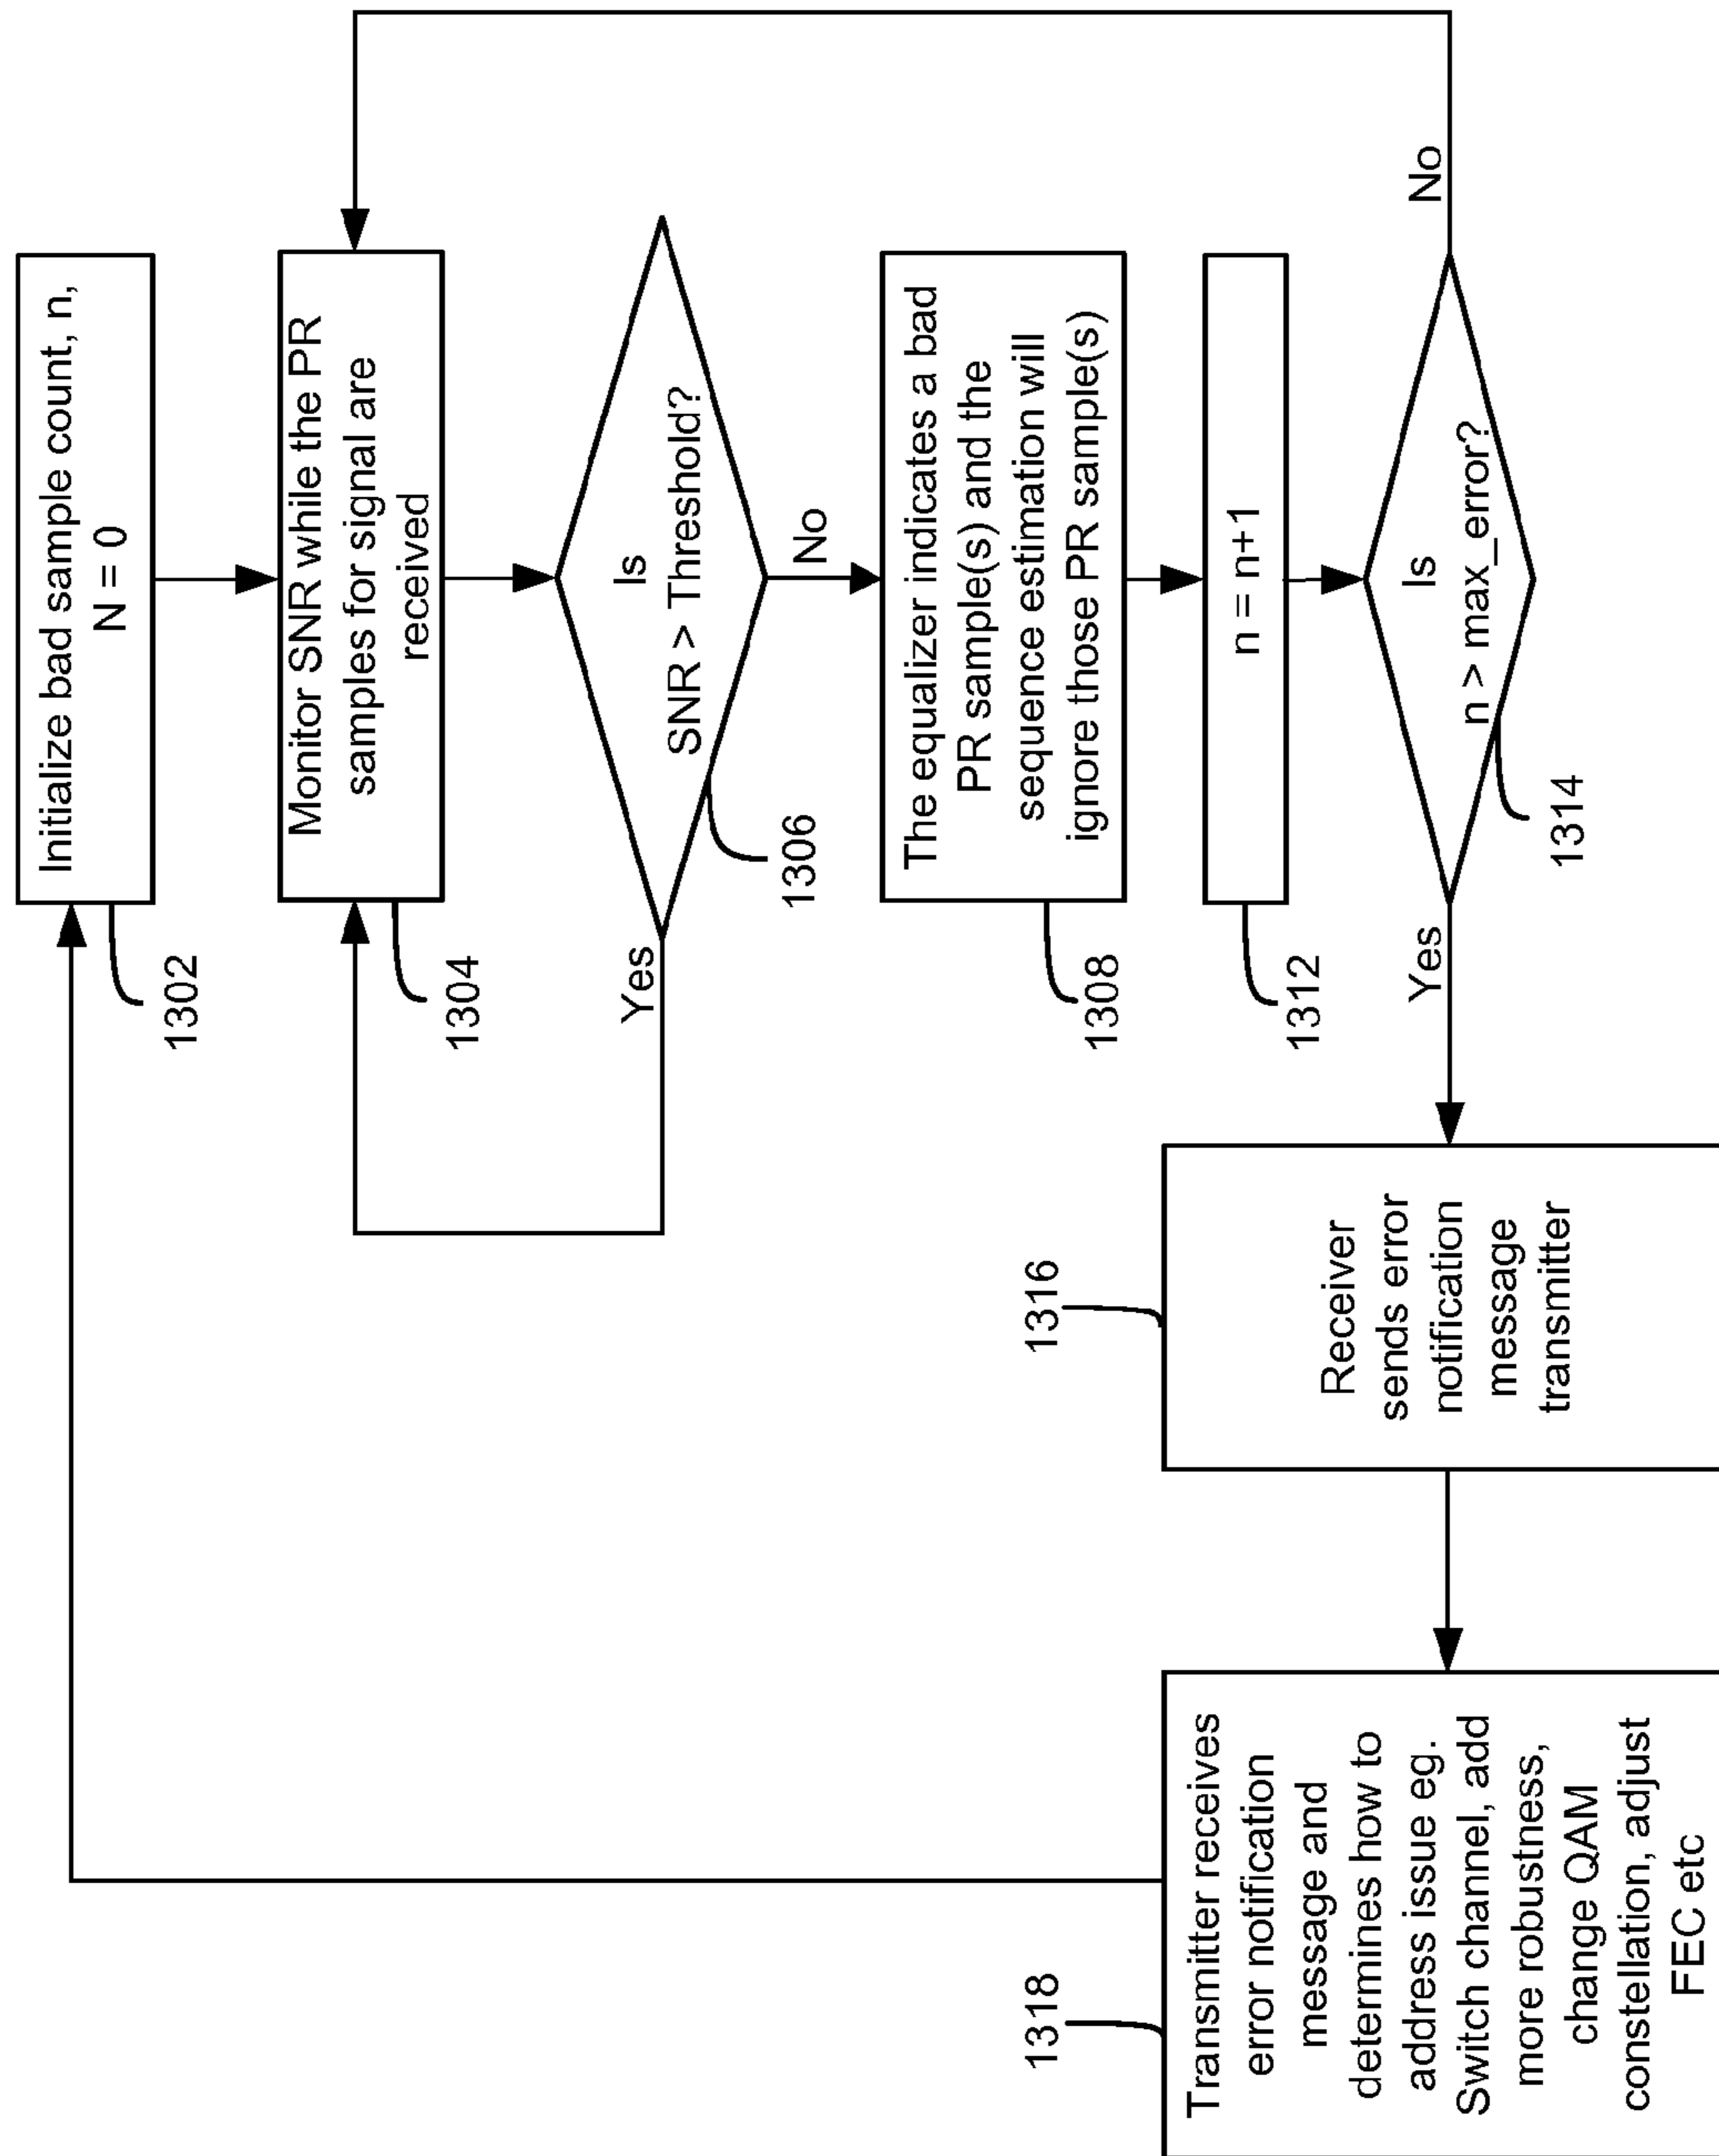 Initialize bad sample count, n,
N = 0
1302
Monitor SNR while the PR
samples for signal are
received
1304
Is
SNR > Threshold?
Yes
No
1306
The equalizer indicates a bad
PR sample(s) and the
sequence estimation will
ignore those PR sample(s)
1308
n = n+1
1312
Is
n > max_error?
Yes
No
1314
1316
Receiver
sends error
notification
message
transmitter
1318
Transmitter receives
error notification
message and
determines how to
address issue eg.
Switch channel, add
more robustness,
change QAM
constellation, adjust
FEC etc